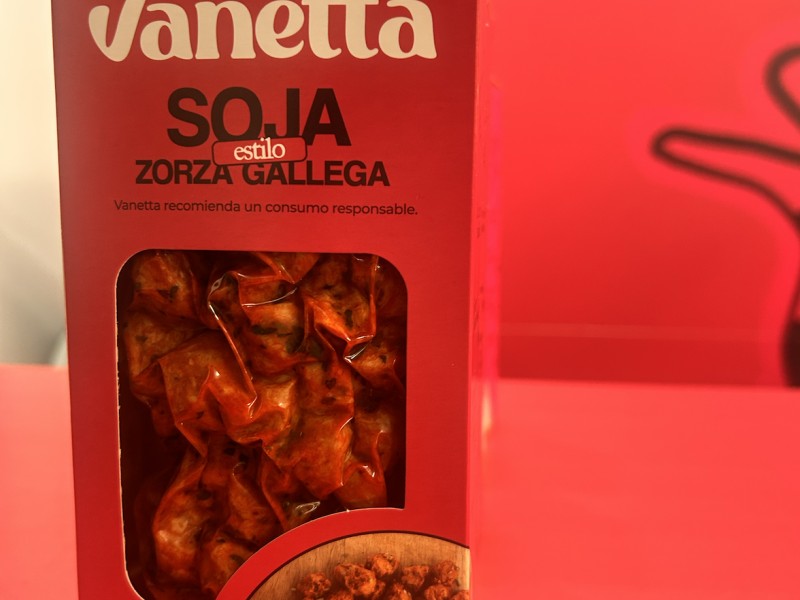 Vanetta
SOJA
estilo
ZORZA GALLEGA
Vanetta recomienda un consumo responsable.